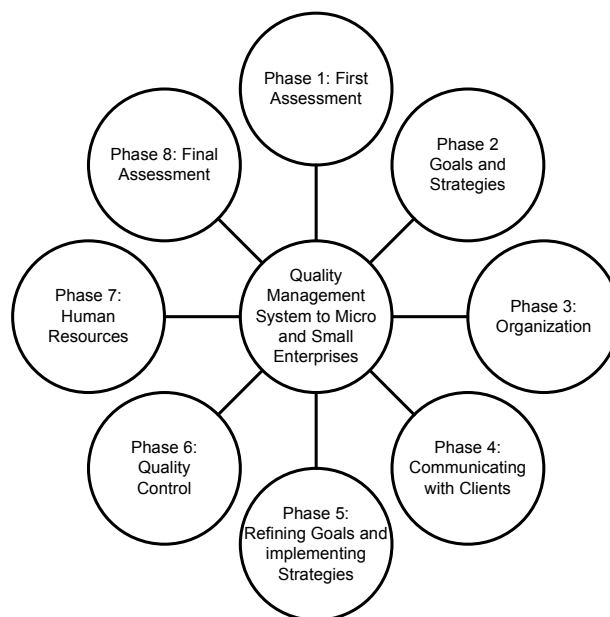 Phase 1: First
Assessment
Phase 2
Goals and
Strategies
Phase 3:
Organization
Phase 4:
Communicating
with Clients
Phase 5:
Refining Goals and
implementing
Strategies
Phase 6:
Quality
Control
Phase 7:
Human
Resources
Phase 8: Final
Assessment
Quality
Management
System to Micro
and Small
Enterprises